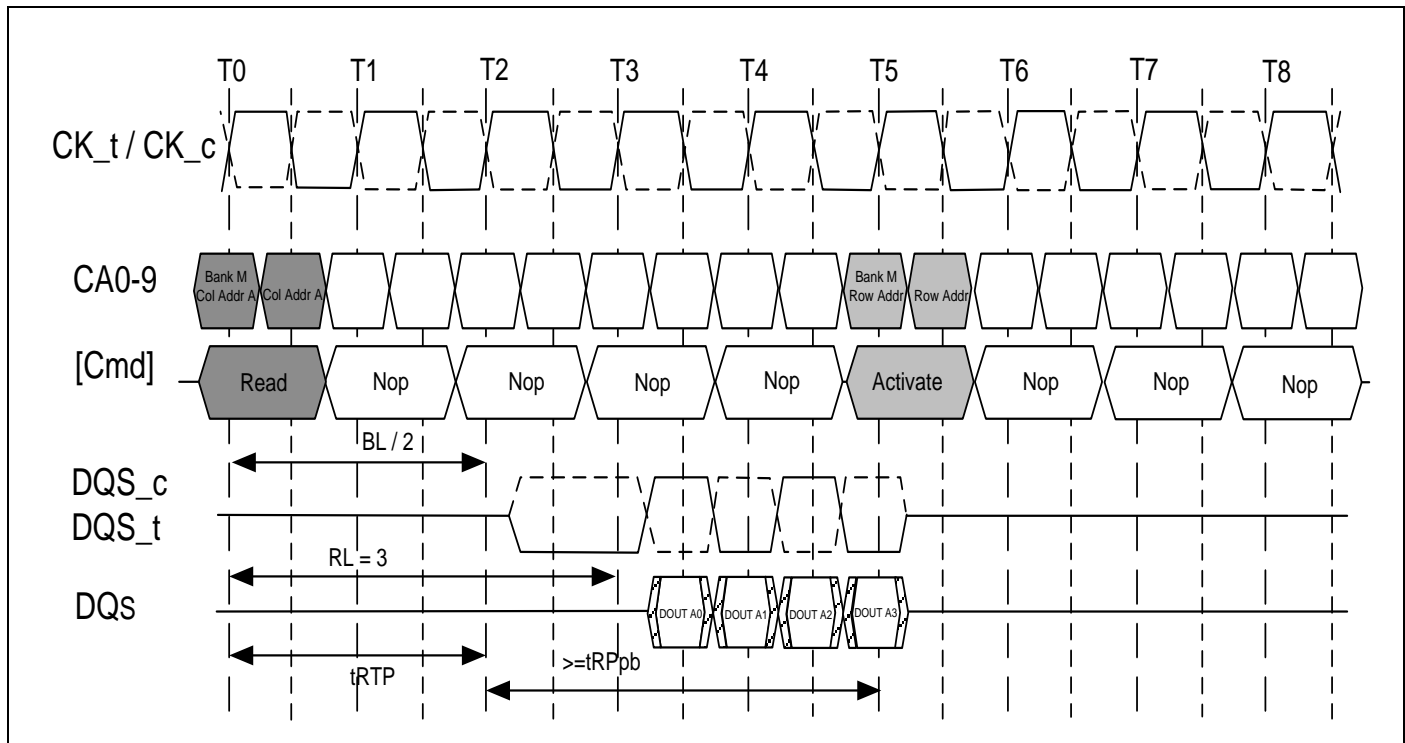 T0 T1 T2 T3 T4 T5 T6 T7 T8
CK_t / CK_c
CA0-9
Bank M
Col Addr A
Col Addr A
Bank M
Row Addr
Row Addr
[Cmd]
Read Nop Nop Nop Nop Activate Nop Nop Nop
BL / 2
DQS_c
DQS_t
RL = 3
DQs
DOUT A0 DOUT A1 DOUT A2 DOUT A3
tRTP
>=tRPpb